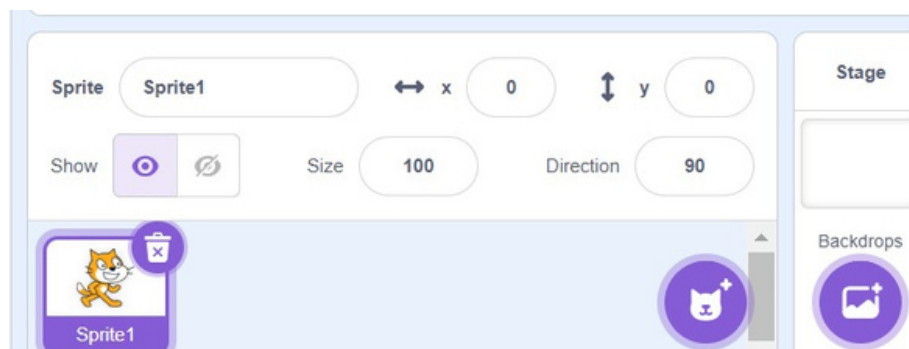 Sprite Sprite1 x 0 y 0
Show Size 100 Direction 90
Sprite1
Stage
Backdrops